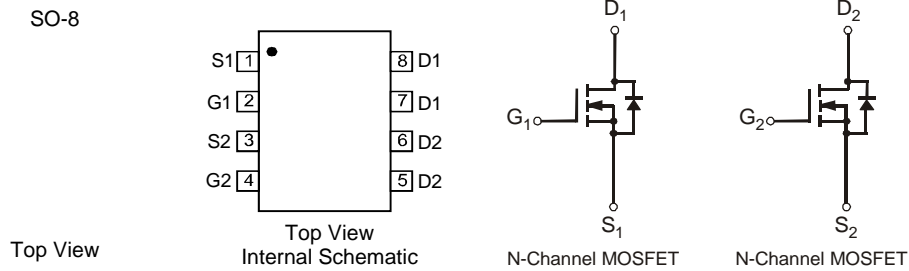 SO-8
S1 1 8 D1
G1 2 7 D1
S2 3 6 D2
G2 4 5 D2
Top View
Top View
Internal Schematic
D1
G1
S1
N-Channel MOSFET
D2
G2
S2
N-Channel MOSFET